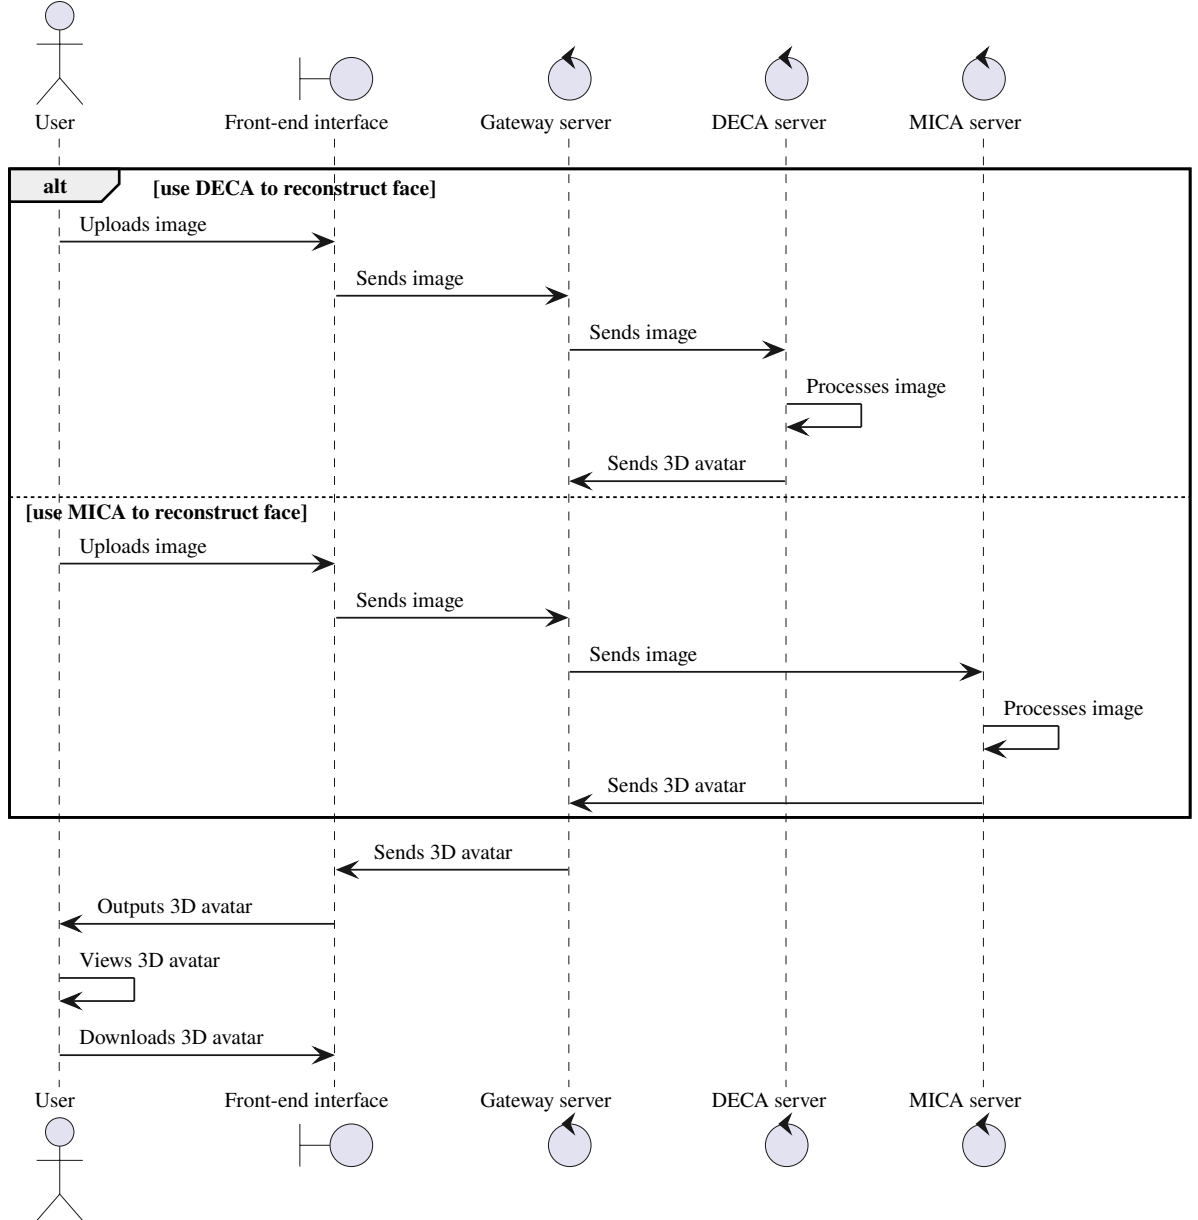 User Front-end interface Gateway server DECA server MICA server
alt [use DECA to reconstruct face]
Uploads image
Sends image
Sends image
Processes image
Sends 3D avatar
[use MICA to reconstruct face]
Uploads image
Sends image
Sends image
Processes image
Sends 3D avatar
Sends 3D avatar
Outputs 3D avatar
Views 3D avatar
Downloads 3D avatar
User Front-end interface Gateway server DECA server MICA server